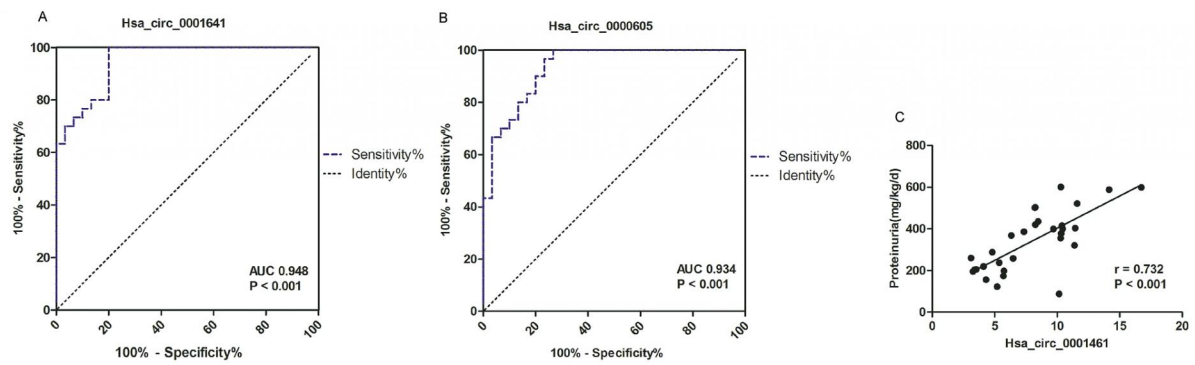 A
Hsa_circ_0001641
100% - Sensitivity%
100
80
60
40
20
0
0
20
40
60
80
100
100% - Specificity%
Sensitivity%
Identity%
AUC 0.948
P < 0.001
B
Hsa_circ_0000605
100% - Sensitivity%
100
80
60
40
20
0
0
20
40
60
80
100
100% - Specificity%
Sensitivity%
Identity%
AUC 0.934
P < 0.001
C
Proteinuria(mg/kg/d)
800
600
400
200
0
0
5
10
15
20
Hsa_circ_0001461
r = 0.732
P < 0.001